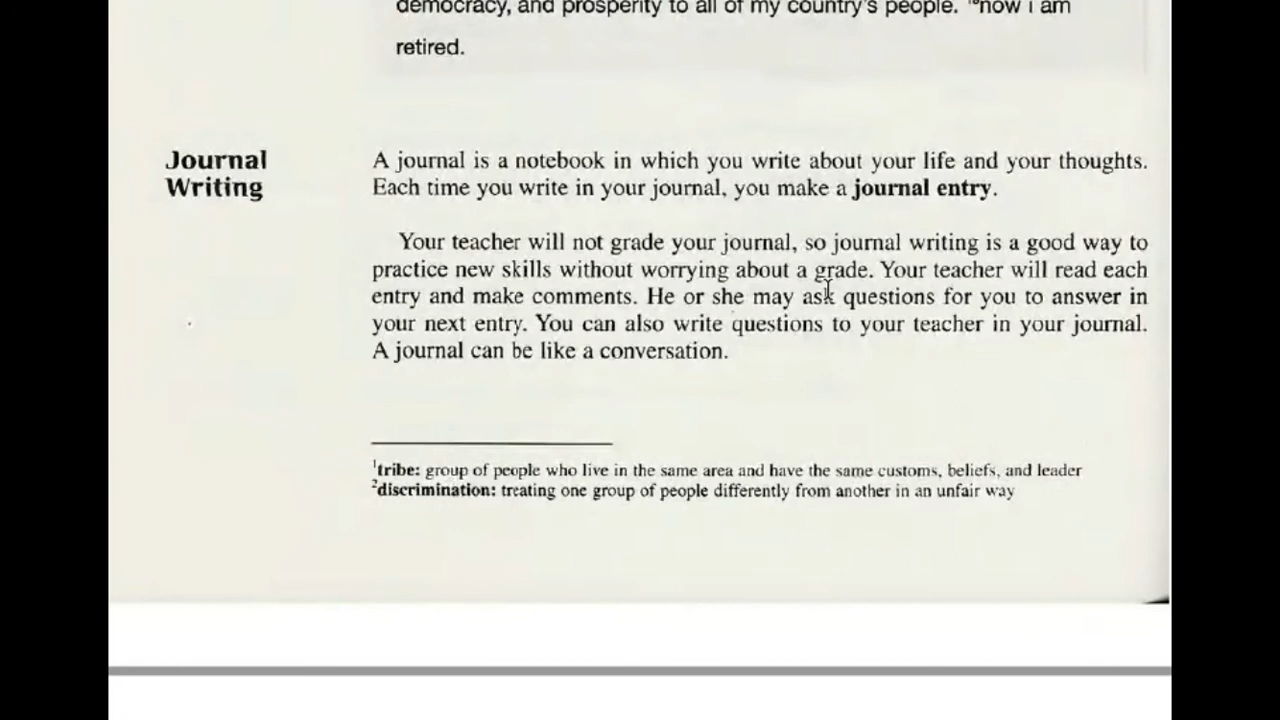 democracy, and prosperity to all of my country's people. now i am
retired.
Journal
Writing
A journal is a notebook in which you write about your life and your thoughts.
Each time you write in your journal, you make a journal entry.
Your teacher will not grade your journal, so journal writing is a good way to
practice new skills without worrying about a grade. Your teacher will read each
entry and make comments. He or she may ask questions for you to answer in
your next entry. You can also write questions to your teacher in your journal.
A journal can be like a conversation.
1tribe: group of people who live in the same area and have the same customs, beliefs, and leader
2discrimination: treating one group of people differently from another in an unfair way